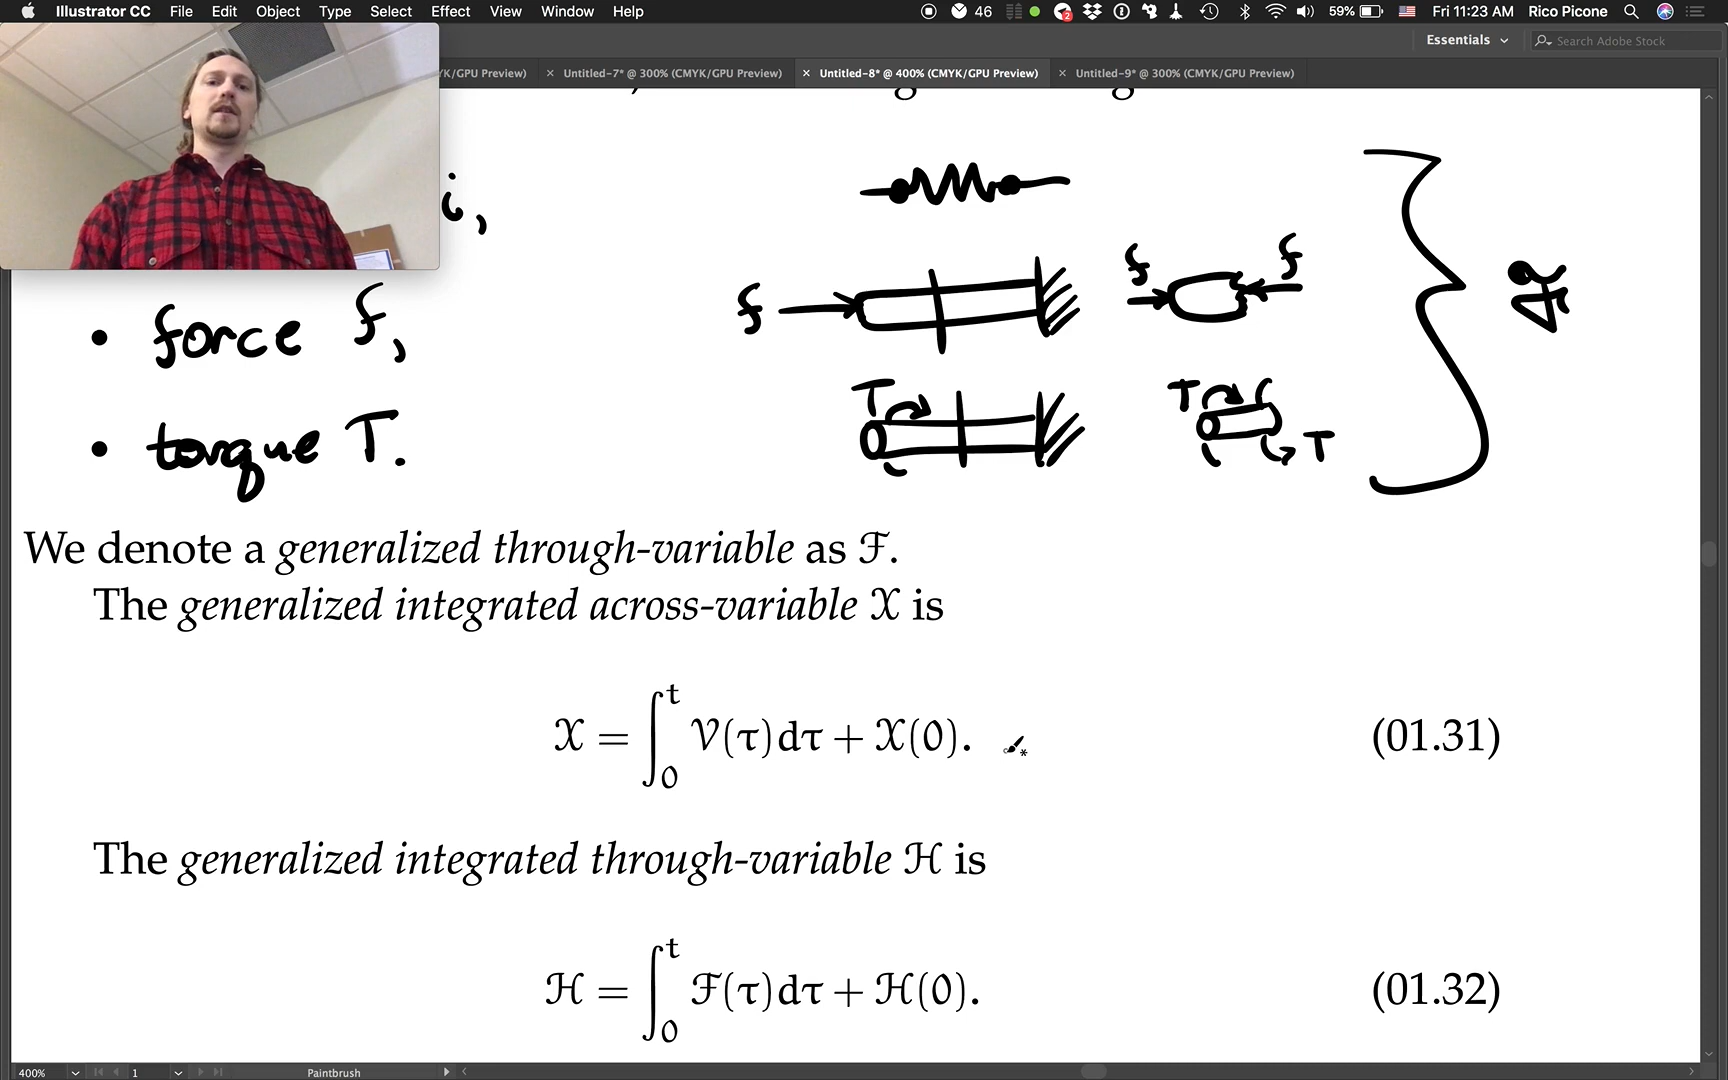 Illustrator CC File Edit Object Type Select Effect View Window Help 46 2 59% Fri 11:23 AM Rico Picone
Essentials Search Adobe Stock
YK/GPU Preview) × Untitled-7* @ 300% (CMYK/GPU Preview) × Untitled-8* @ 400% (CMYK/GPU Preview) × Untitled-9* @ 300% (CMYK/GPU Preview)
i,
f f
• force f, f
T T
• torque T. T
ℱ
We denote a generalized through-variable as ℱ.
The generalized integrated across-variable 𝒳 is
𝒳 = ∫₀ᵗ 𝒱(τ)dτ + 𝒳(0). (01.31)
The generalized integrated through-variable ℋ is
ℋ = ∫₀ᵗ ℱ(τ)dτ + ℋ(0). (01.32)
400% 1 Paintbrush